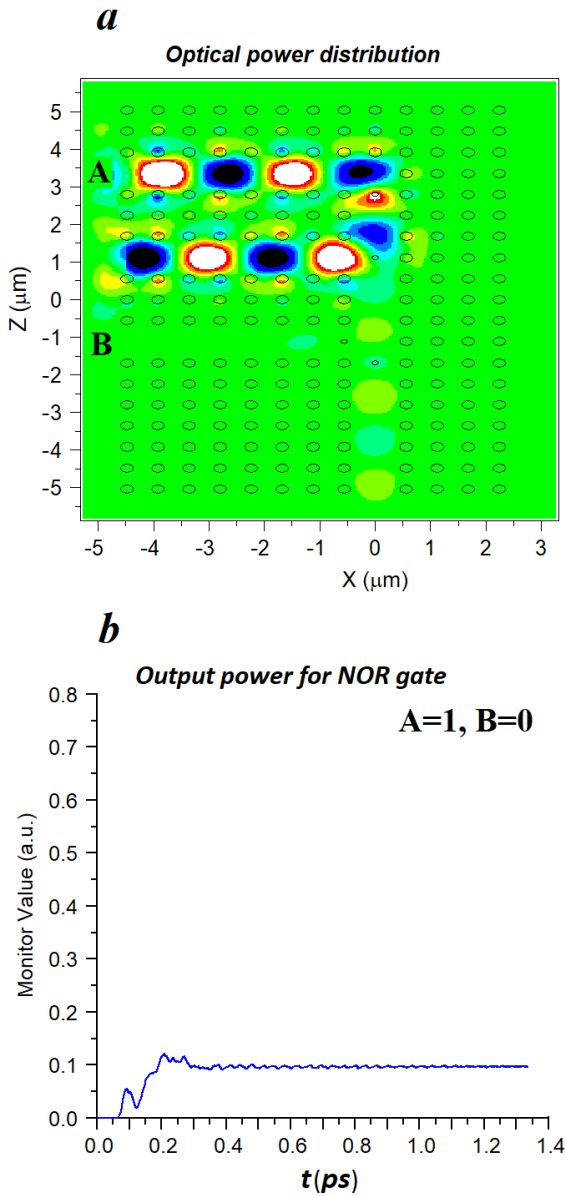 a
Optical power distribution
5
4
A
3
2
1
Z (μm)
0
B
-1
-2
-3
-4
-5
-5 -4 -3 -2 -1 0 1 2 3
X (μm)
b
Output power for NOR gate
0.8
A=1, B=0
0.7
0.6
0.5
Monitor Value (a.u.)
0.4
0.3
0.2
0.1
0.0
0.0 0.2 0.4 0.6 0.8 1.0 1.2 1.4
t(ps)